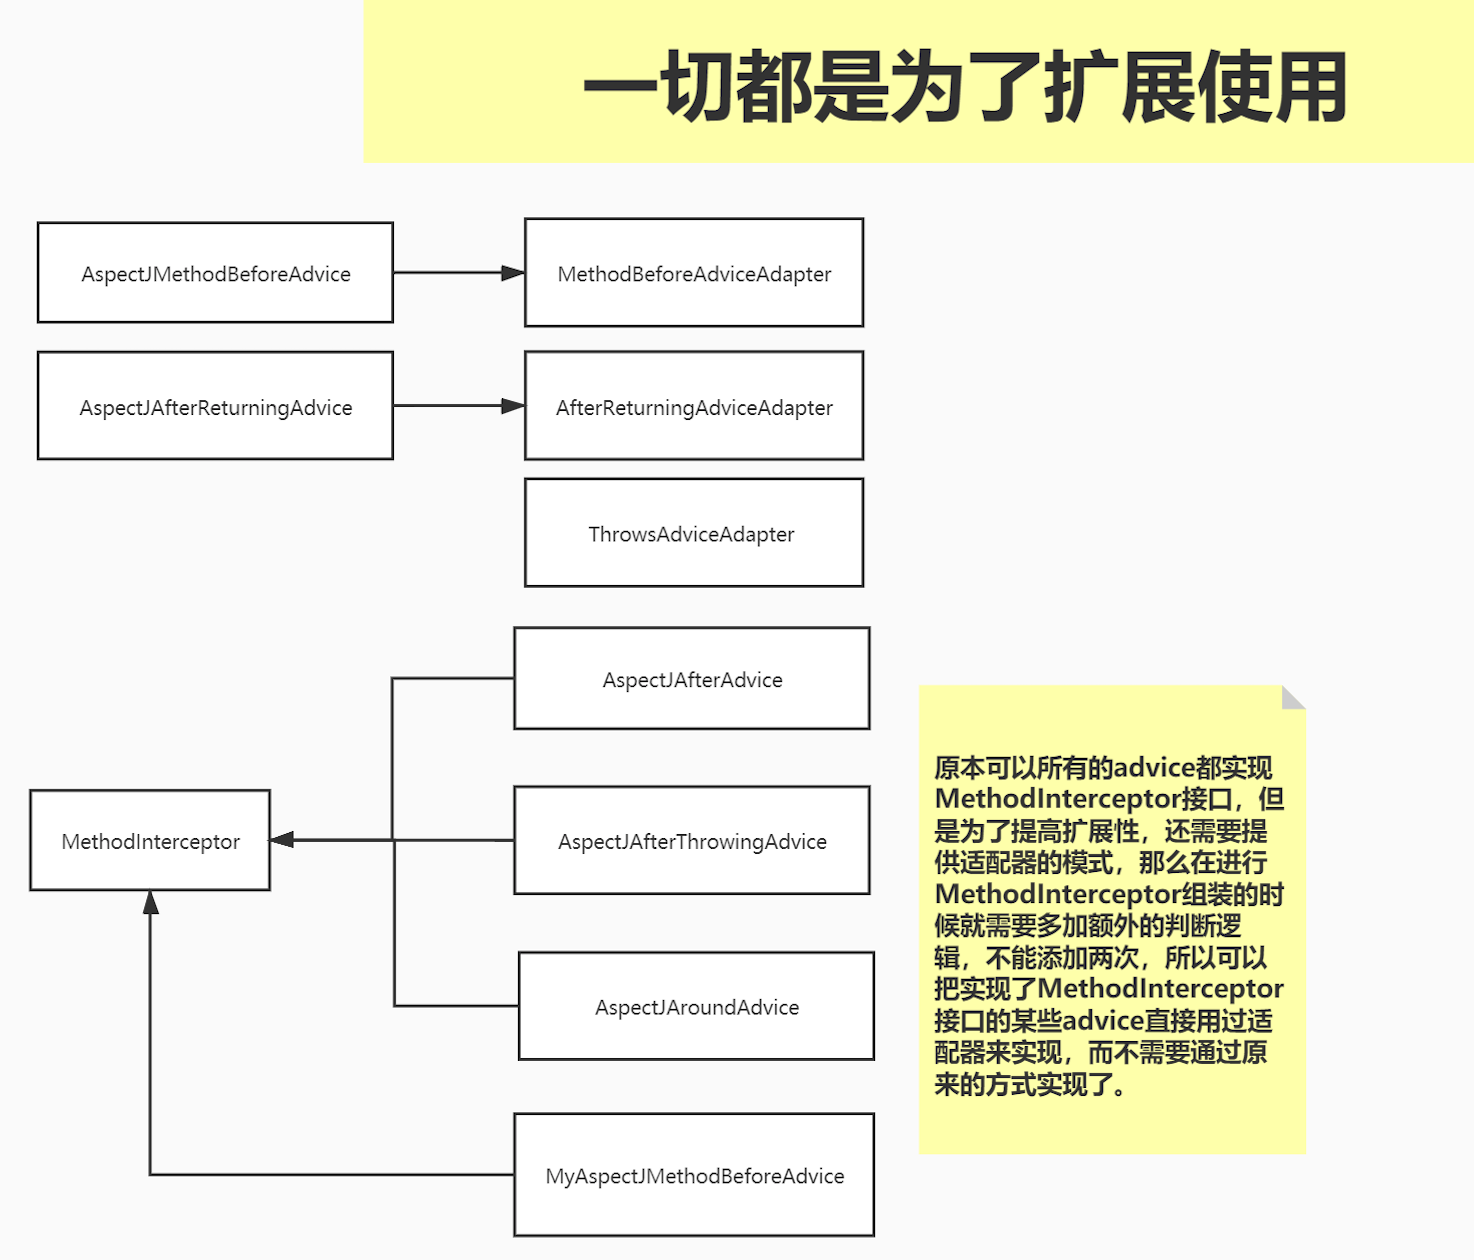 一切都是为了扩展使用
AspectJMethodBeforeAdvice
MethodBeforeAdviceAdapter
AspectJAfterReturningAdvice
AfterReturningAdviceAdapter
ThrowsAdviceAdapter
AspectJAfterAdvice
MethodInterceptor
AspectJAfterThrowingAdvice
AspectJAroundAdvice
MyAspectJMethodBeforeAdvice
原本可以所有的advice都实现
MethodInterceptor接口，但
是为了提高扩展性，还需要提
供适配器的模式，那么在进行
MethodInterceptor组装的时
候就需要多加额外的判断逻
辑，不能添加两次，所以可以
把实现了MethodInterceptor
接口的某些advice直接用过适
配器来实现，而不需要通过原
来的方式实现了。